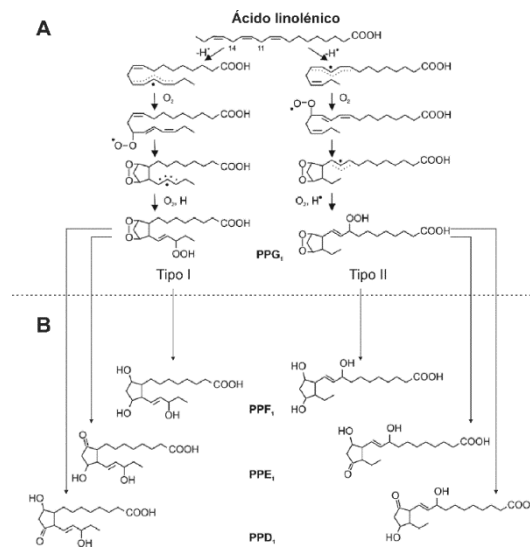 Ácido linolénico
A
COOH
14
11
-H•
-H•
COOH
COOH
O₂
O₂
•
O-O
COOH
COOH
•
O-O
O
O
COOH
O
O
COOH
O₂, H
O₂, H•
OOH
O
O
COOH
O
O
COOH
OOH
PPG₁
Tipo I
Tipo II
B
HO
OH
COOH
COOH
HO
OH
HO
PPF₁
O
HO
OH
COOH
COOH
HO
OH
O
PPE₁
HO
O
OH
COOH
COO
O
OH
HO
PPD₁